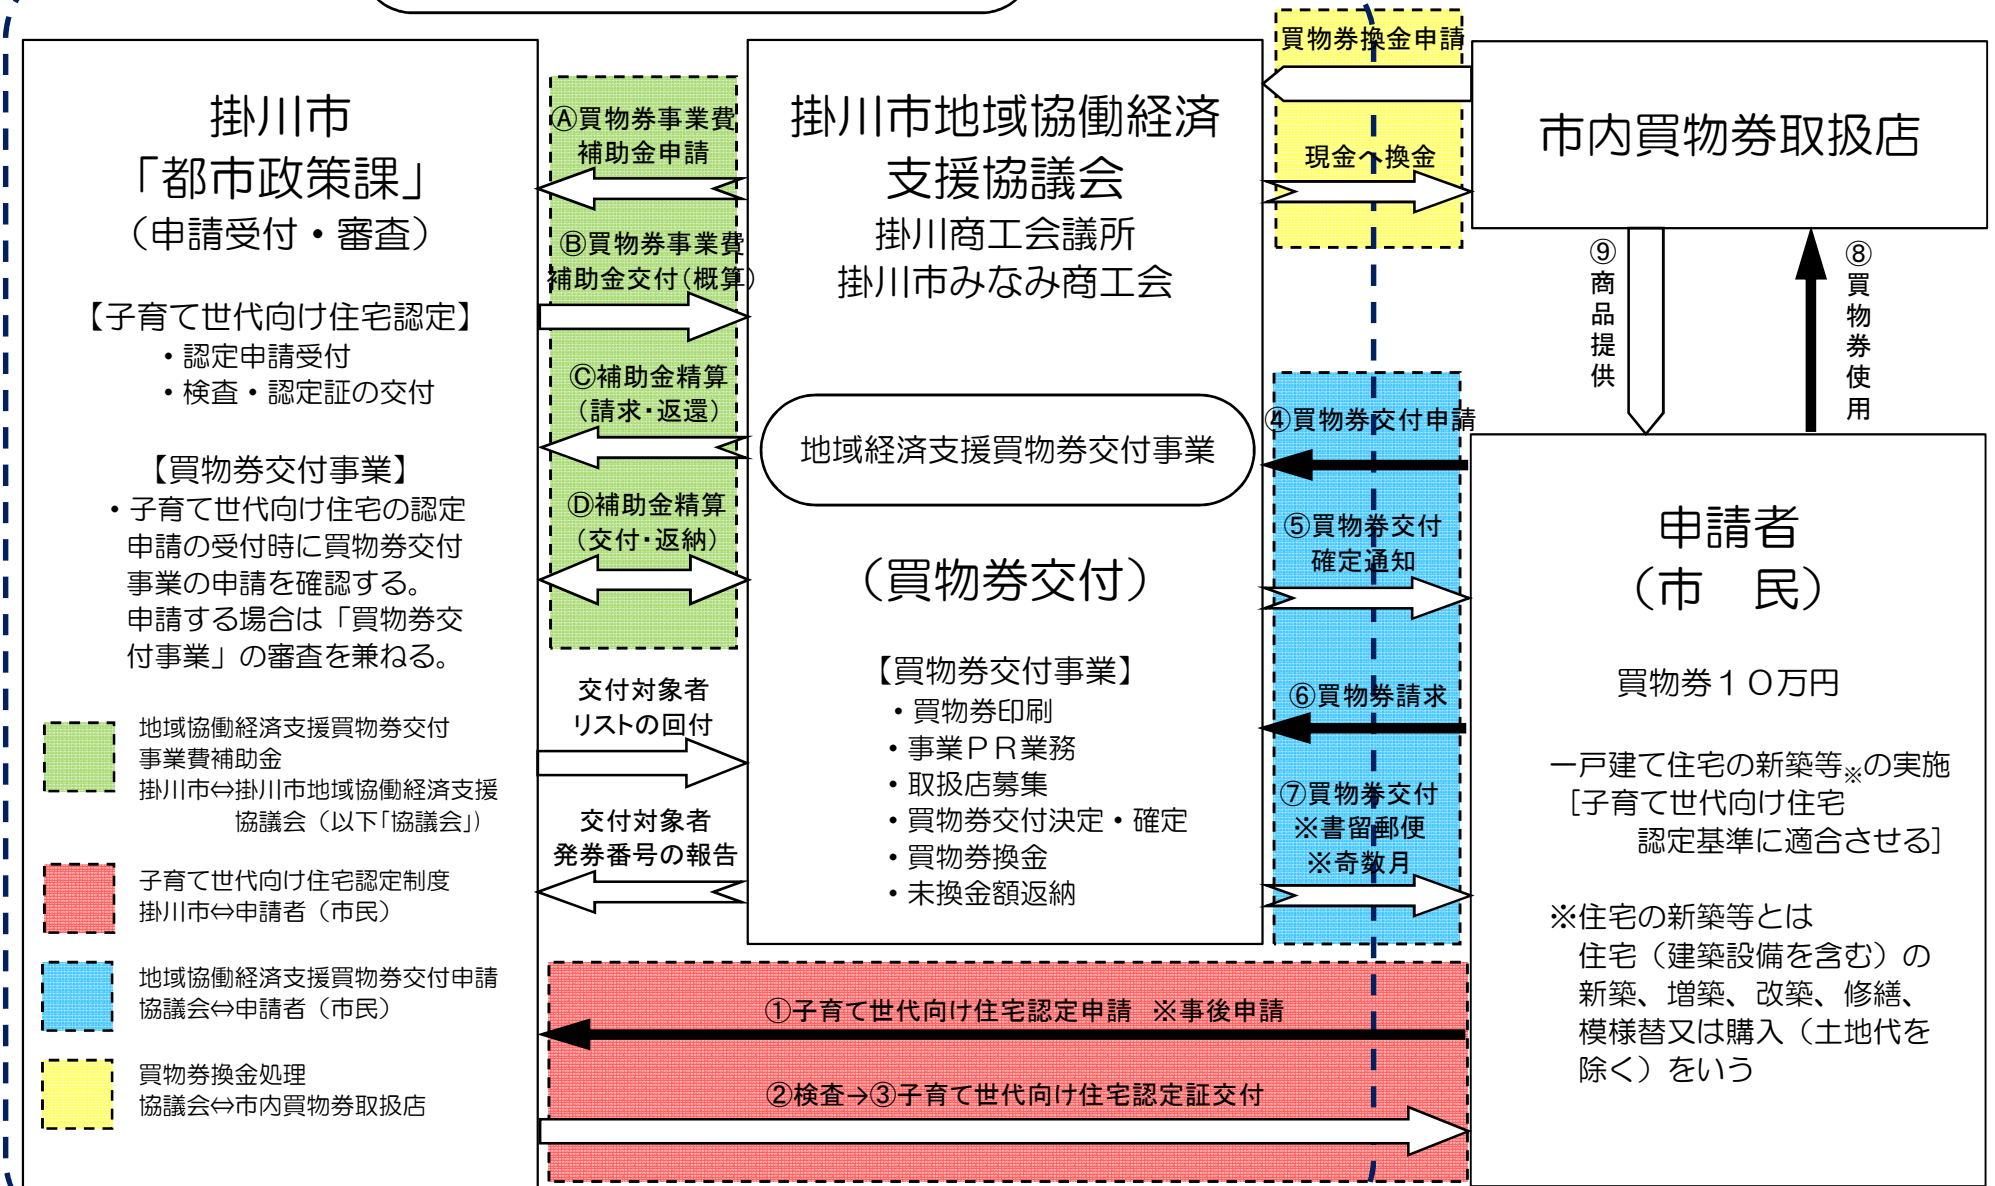 掛川市
「都市政策課」
（申請受付・審査）
【子育て世代向け住宅認定】
・認定申請受付
・検査・認定証の交付
【買物券交付事業】
・子育て世代向け住宅の認定
申請の受付時に買物券交付
事業の申請を確認する。
申請する場合は「買物券交
付事業」の審査を兼ねる。
地域協働経済支援買物券交付
事業費補助金
掛川市⇔掛川市地域協働経済支援
協議会（以下｢協議会｣）
子育て世代向け住宅認定制度
掛川市⇔申請者（市民）
地域協働経済支援買物券交付申請
協議会⇔申請者（市民）
買物券換金処理
協議会⇔市内買物券取扱店
Ⓐ買物券事業費
補助金申請
Ⓑ買物券事業費
補助金交付（概算）
Ⓒ補助金精算
（請求・返還）
Ⓓ補助金精算
（交付・返納）
交付対象者
リストの回付
交付対象者
発券番号の報告
掛川市地域協働経済
支援協議会
掛川商工会議所
掛川市みなみ商工会
地域経済支援買物券交付事業
（買物券交付）
【買物券交付事業】
・買物券印刷
・事業ＰＲ業務
・取扱店募集
・買物券交付決定・確定
・買物券換金
・未換金額返納
買物券換金申請
現金へ換金
④買物券交付申請
⑤買物券交付
確定通知
⑥買物券請求
⑦買物券交付
※書留郵便
※奇数月
①子育て世代向け住宅認定申請　※事後申請
②検査→③子育て世代向け住宅認定証交付
市内買物券取扱店
⑨商品提供
⑧買物券使用
申請者
（市　民）
買物券１０万円
一戸建て住宅の新築等※の実施
［子育て世代向け住宅
認定基準に適合させる］
※住宅の新築等とは
住宅（建築設備を含む）の
新築、増築、改築、修繕、
模様替又は購入（土地代を
除く）をいう